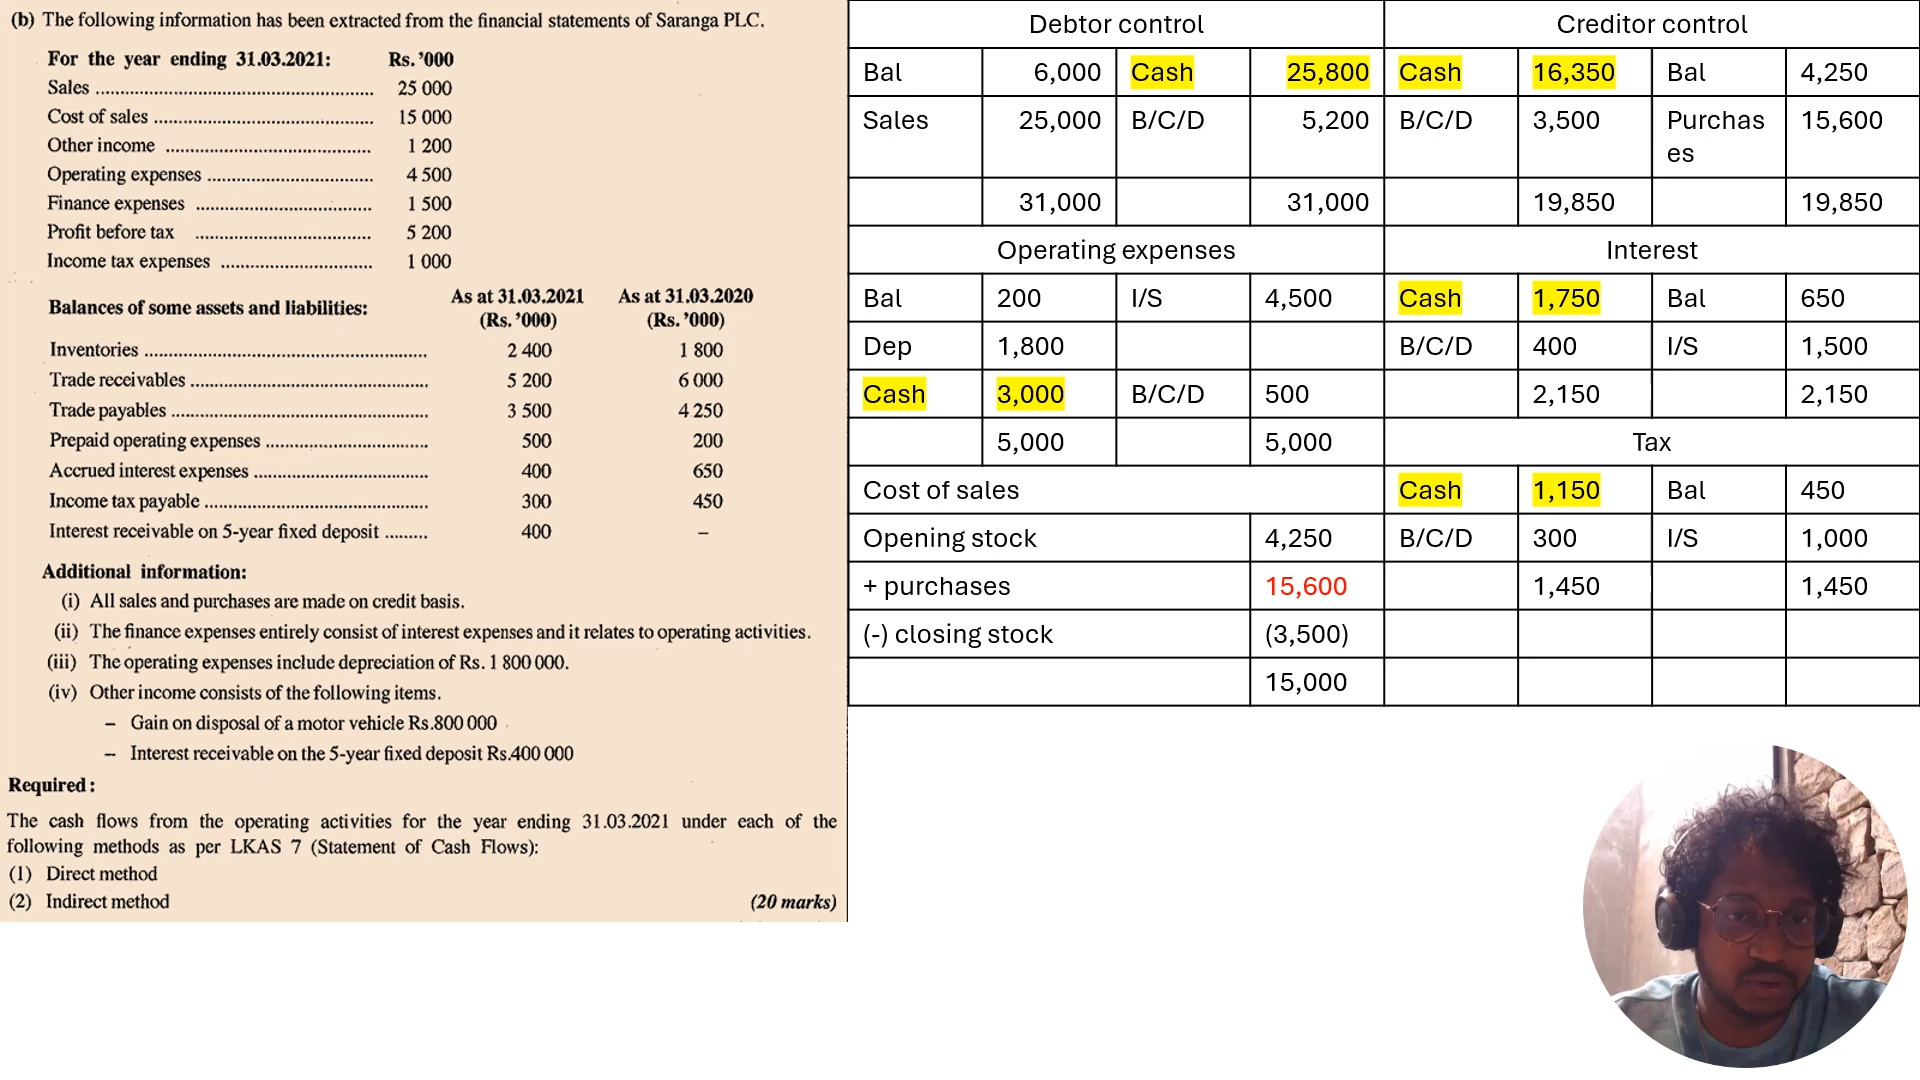 (b) The following information has been extracted from the financial statements of Saranga PLC.
For the year ending 31.03.2021: Rs.’000
Sales ........ 25 000
Cost of sales ........ 15 000
Other income ........ 1 200
Operating expenses ........ 4 500
Finance expenses ........ 1 500
Profit before tax ........ 5 200
Income tax expenses ........ 1 000
As at 31.03.2021 As at 31.03.2020
Balances of some assets and liabilities: (Rs.’000) (Rs.’000)
Inventories ........ 2 400 1 800
Trade receivables ........ 5 200 6 000
Trade payables ........ 3 500 4 250
Prepaid operating expenses ........ 500 200
Accrued interest expenses ........ 400 650
Income tax payable ........ 300 450
Interest receivable on 5-year fixed deposit ......... 400 –
Additional information:
(i) All sales and purchases are made on credit basis.
(ii) The finance expenses entirely consist of interest expenses and it relates to operating activities.
(iii) The operating expenses include depreciation of Rs. 1 800 000.
(iv) Other income consists of the following items.
– Gain on disposal of a motor vehicle Rs.800 000
– Interest receivable on the 5-year fixed deposit Rs.400 000
Required:
The cash flows from the operating activities for the year ending 31.03.2021 under each of the
following methods as per LKAS 7 (Statement of Cash Flows):
(1) Direct method
(2) Indirect method (20 marks)
Debtor control Creditor control
Bal 6,000 Cash 25,800 Cash 16,350 Bal 4,250
Sales 25,000 B/C/D 5,200 B/C/D 3,500 Purchas 15,600
es
31,000 31,000 19,850 19,850
Operating expenses Interest
Bal 200 I/S 4,500 Cash 1,750 Bal 650
Dep 1,800 B/C/D 400 I/S 1,500
Cash 3,000 B/C/D 500 2,150 2,150
5,000 5,000 Tax
Cost of sales Cash 1,150 Bal 450
Opening stock 4,250 B/C/D 300 I/S 1,000
+ purchases 15,600 1,450 1,450
(-) closing stock (3,500)
15,000